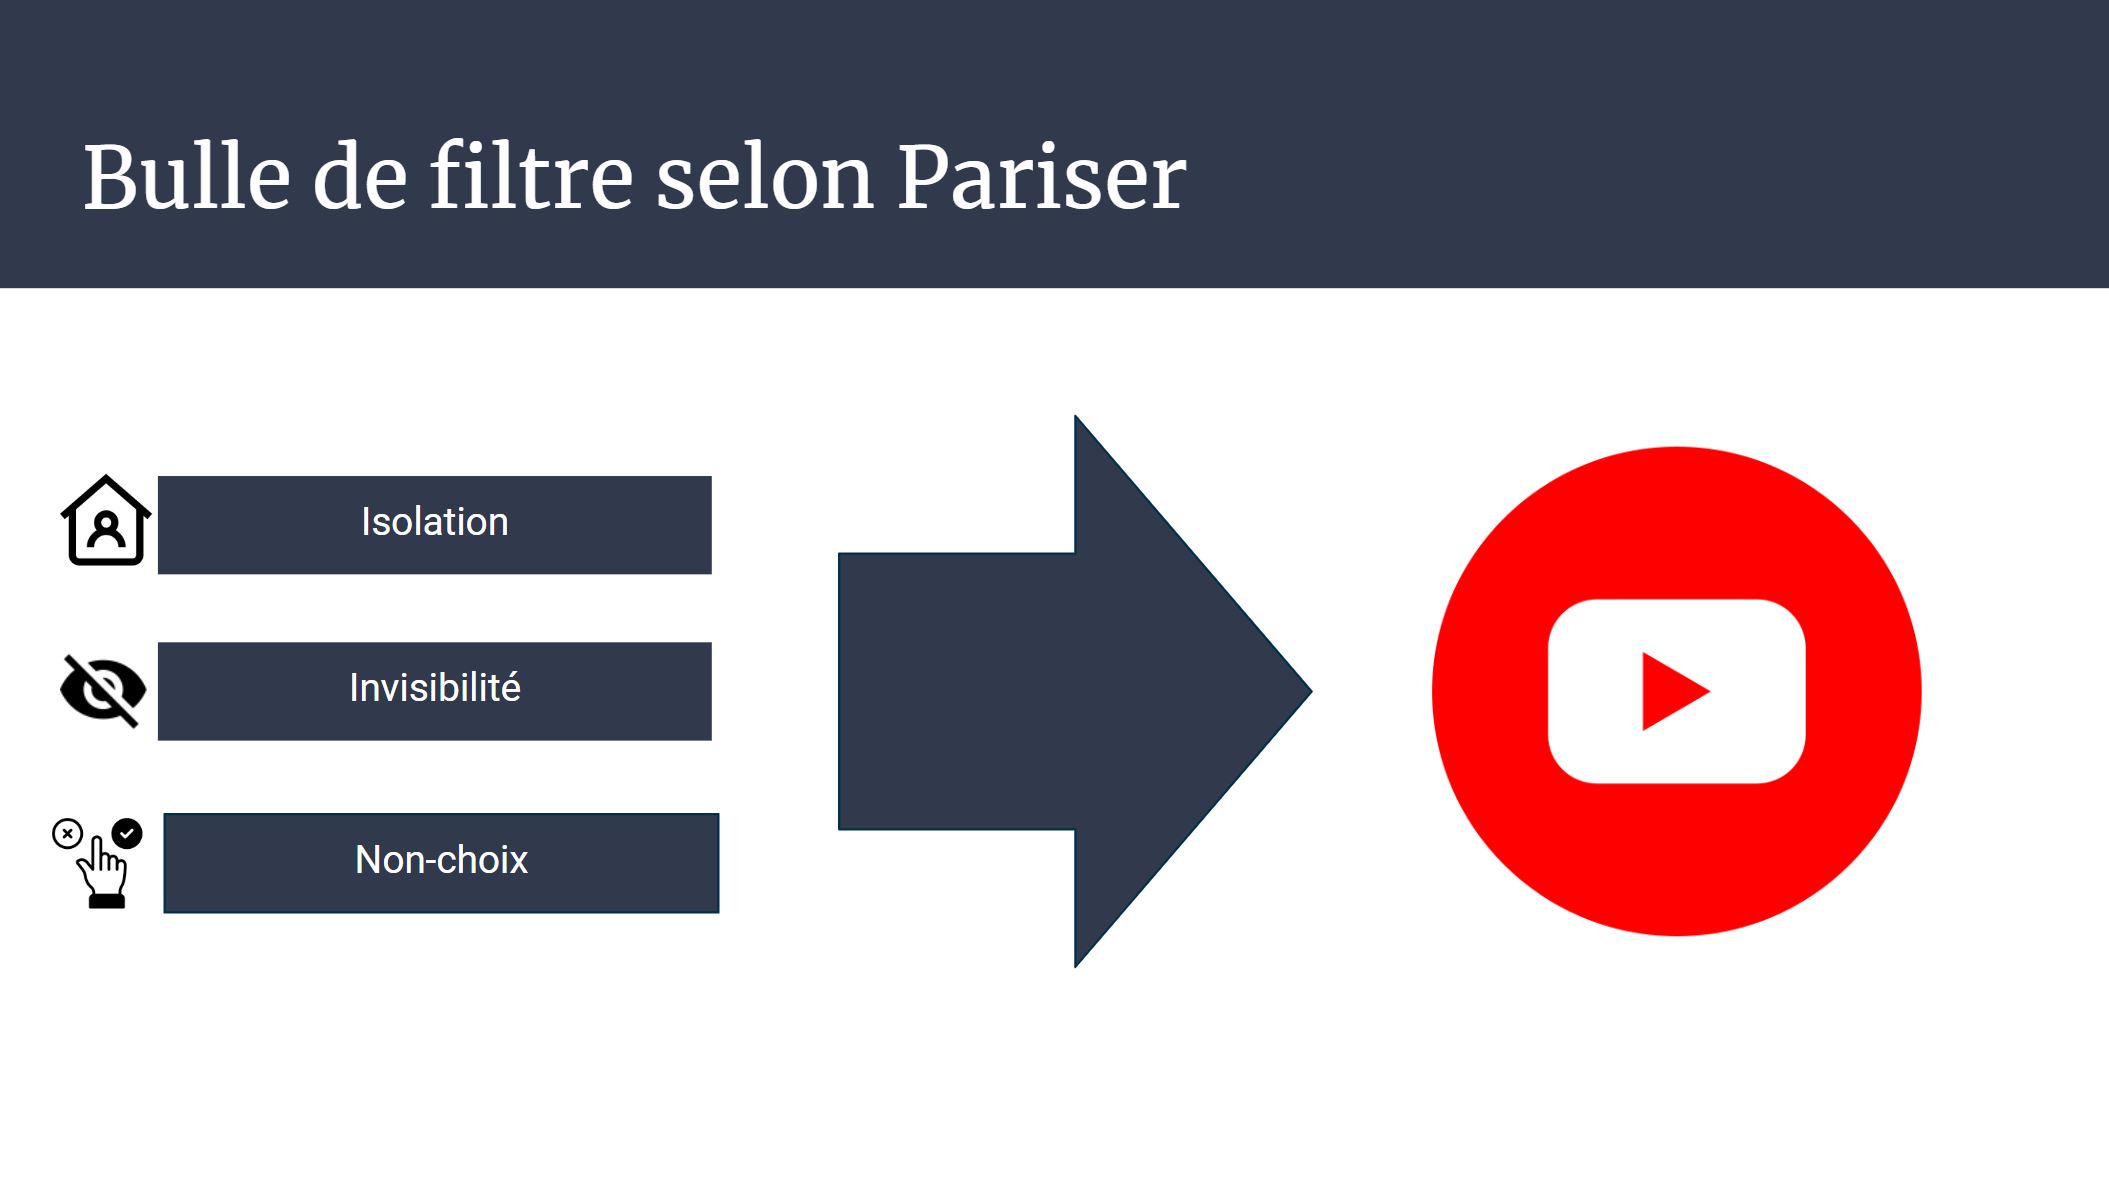 Bulle de filtre selon Pariser
Isolation
Invisibilité
Non-choix